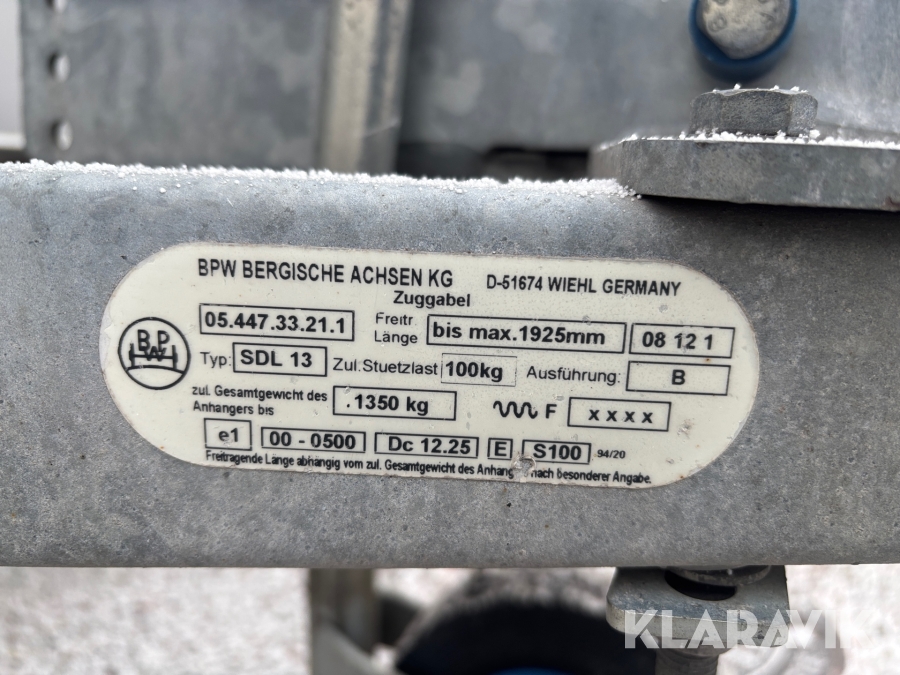 BPW BERGISCHE ACHSEN KG D-51674 WIEHL GERMANY
Zuggabel
05.447.33.21.1 Freitr. Länge bis max.1925mm 08 12 1
BPW
Typ: SDL 13 Zul.Stuetzlast 100kg Ausführung: B
zul. Gesamtgewicht des Anhangers bis .1350 kg F xxxx
e1 00 - 0500 Dc 12.25 E S100 94/20
Freitragende Länge abhängig vom zul. Gesamtgewicht des Anhang nach besonderer Angabe.
KLARAVI